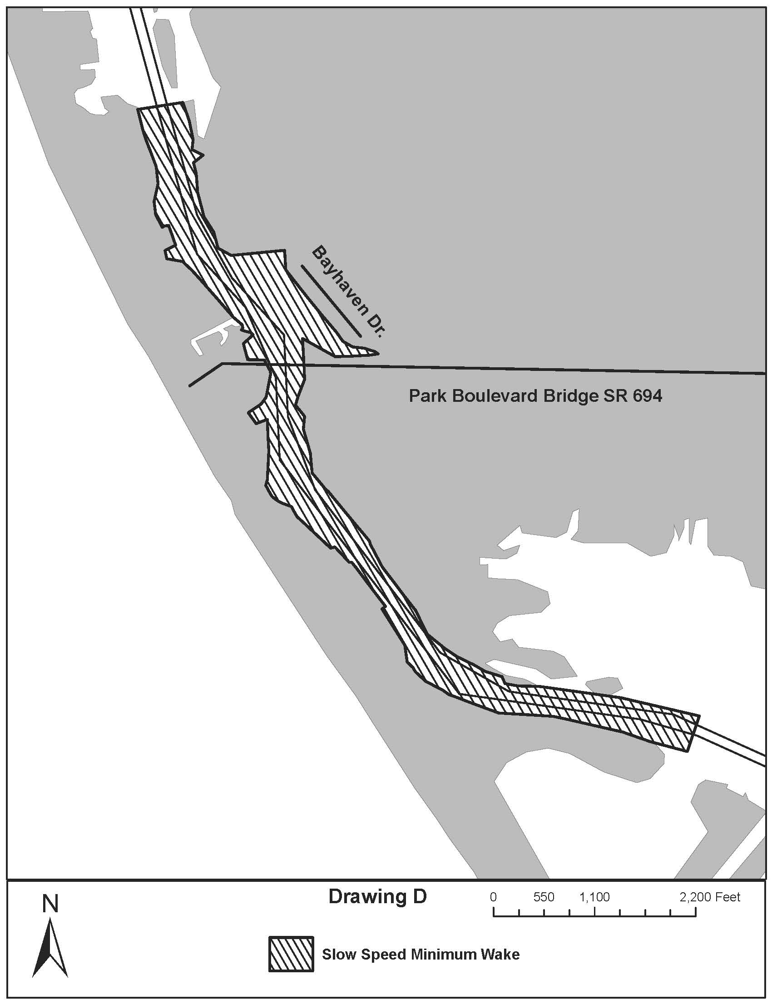 Bayhaven Dr.
Park Boulevard Bridge SR 694
Drawing D
0 550 1,100 2,200 Feet
N
Slow Speed Minimum Wake